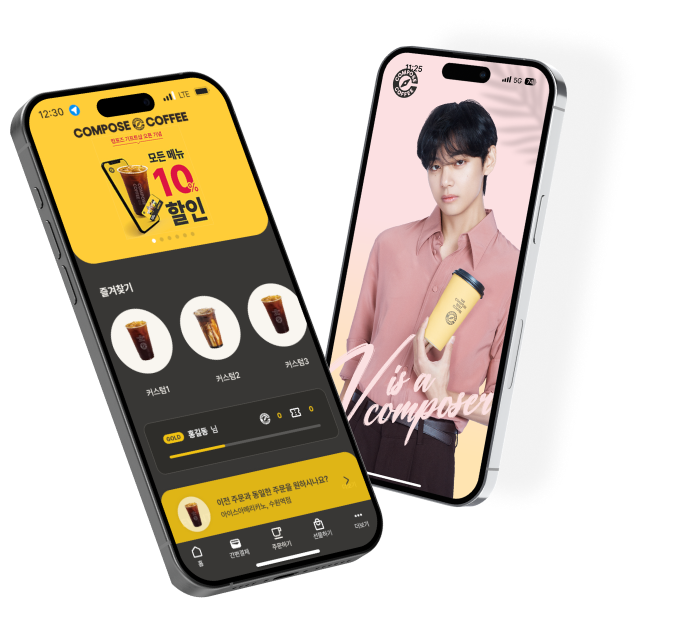 12:30
LTE
COMPOSE COFFEE
컴포즈 기프트샵 오픈 기념
모든 메뉴
10%
할인
즐겨찾기
커스텀1
커스텀2
커스텀3
GOLD 홍길동 님
0
0
이전 주문과 동일한 주문을 원하시나요?
아이스아메리카노, 수원역점
홈
간편결제
주문하기
선물하기
더보기
11:25
5G
COMPOSE COFFEE
V is a
composer